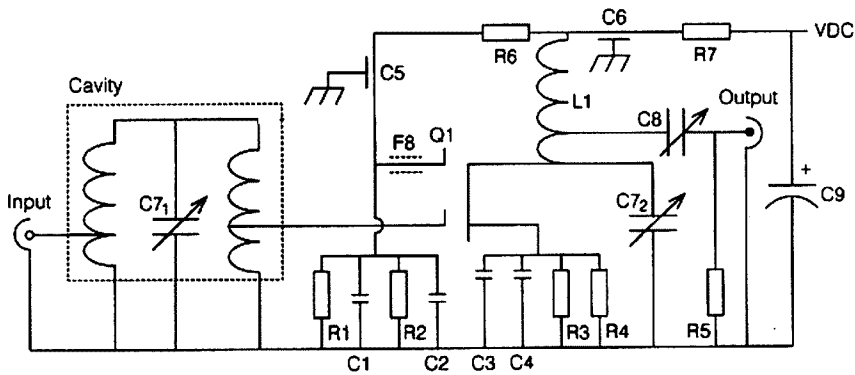 C6
VDC
R6
R7
C5
Cavity
L1
C8
Output
F8
Q1
+
C9
Input
C7₁
C7₂
R1
R2
R3
R4
R5
C1
C2
C3
C4